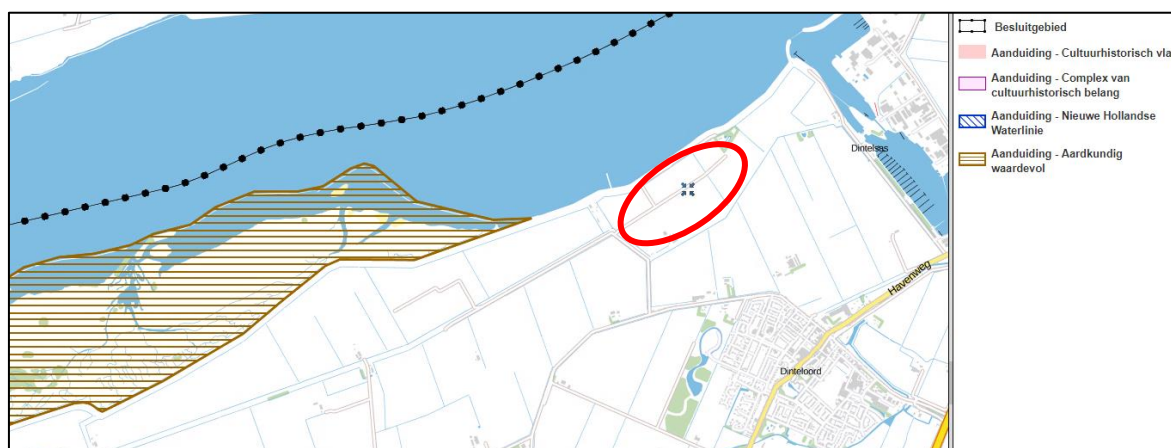 Besluitgebied
Aanduiding - Cultuurhistorisch vla
Aanduiding - Complex van
cultuurhistorisch belang
Aanduiding - Nieuwe Hollandse
Waterlinie
Aanduiding - Aardkundig
waardevol
Dintelsas
Havenweg
Dinteloord